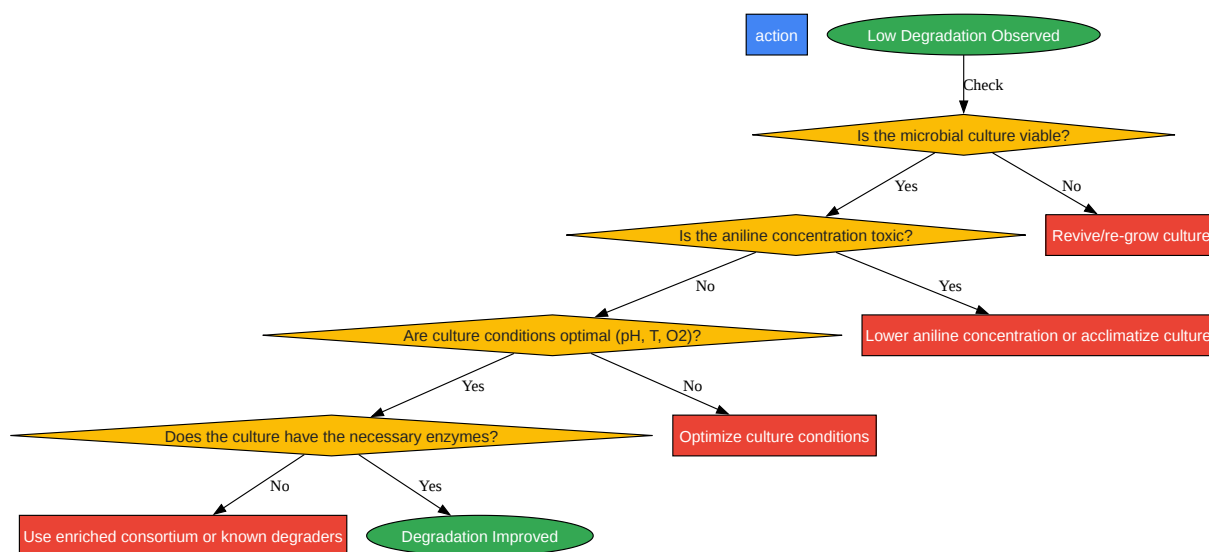 action
Low Degradation Observed
Check
Is the microbial culture viable?
Yes
No
Is the aniline concentration toxic?
Revive/re-grow culture
No
Yes
Are culture conditions optimal (pH, T, O2)?
Lower aniline concentration or acclimatize culture
Yes
No
Does the culture have the necessary enzymes?
Optimize culture conditions
No
Yes
Use enriched consortium or known degraders
Degradation Improved